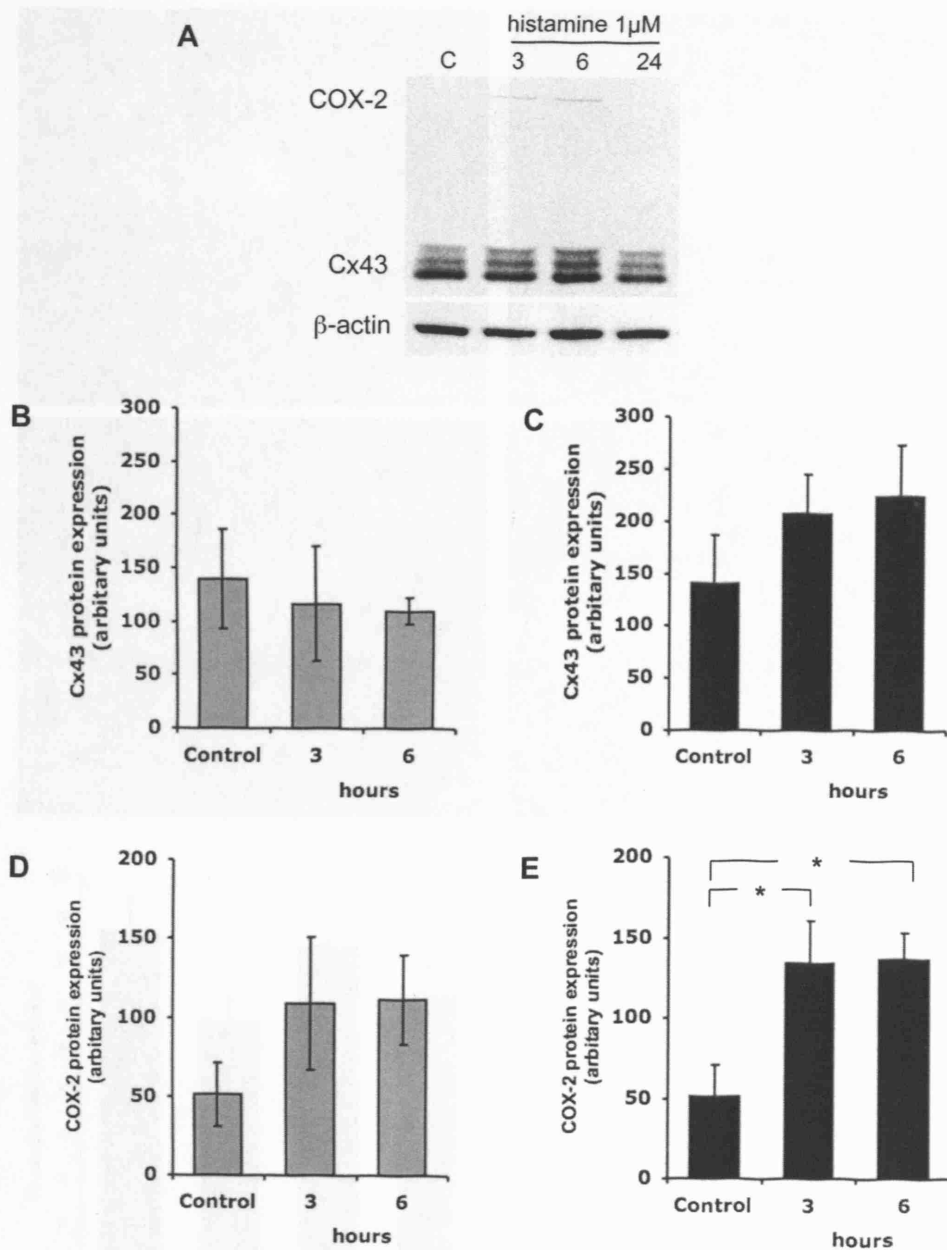 A
histamine 1μM
C 3 6 24
COX-2
Cx43
β-actin
B
Cx43 protein expression
(arbitary units)
300
250
200
150
100
50
0
Control 3 6
hours
C
Cx43 protein expression
(arbitary units)
300
250
200
150
100
50
0
Control 3 6
hours
D
COX-2 protein expression
(arbitary units)
200
150
100
50
0
Control 3 6
hours
E
COX-2 protein expression
(arbitary units)
200
150
100
50
0
*
*
Control 3 6
hours